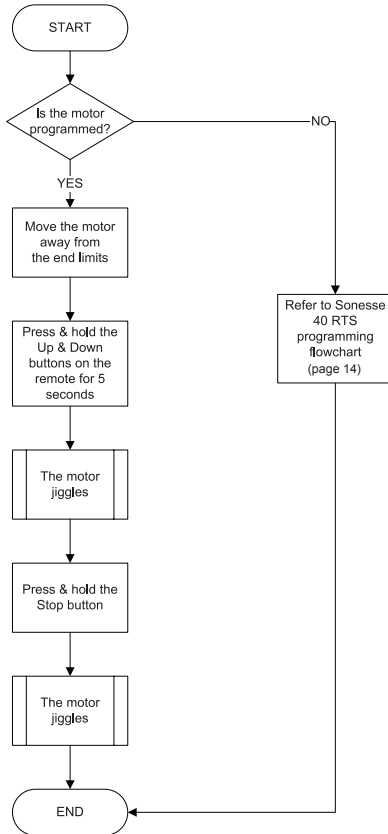 START
Is the motor
programmed?
NO
YES
Move the motor
away from
the end limits
Refer to Sonesse
40 RTS
programming
flowchart
(page 14)
Press & hold the
Up & Down
buttons on the
remote for 5
seconds
The motor
jiggles
Press & hold the
Stop button
The motor
jiggles
END